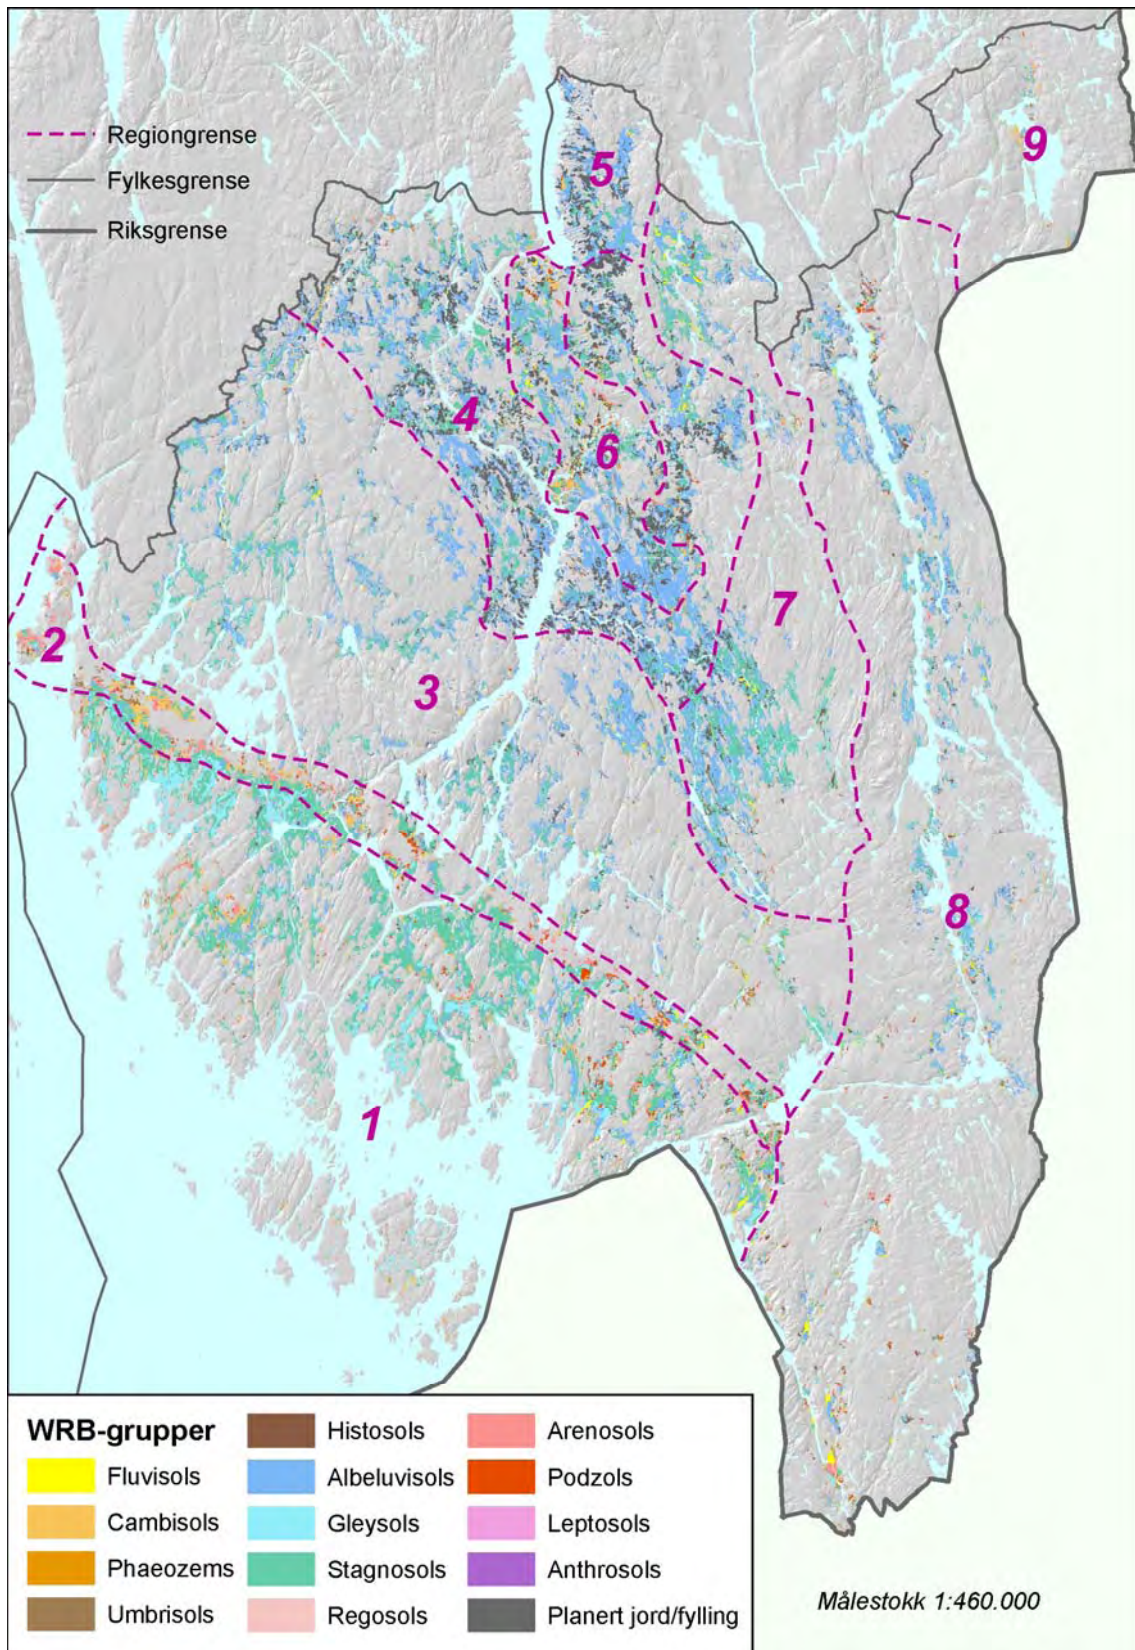 Regiongrense
Fylkesgrense
Riksgrense
5
9
4
6
2
3
7
8
1
WRB-grupper
Fluvisols
Cambisols
Phaeozems
Umbrisols
Histosols
Albeluvisols
Gleysols
Stagnosols
Regosols
Arenosols
Podzols
Leptosols
Anthrosols
Planert jord/fylling
Målestokk 1:460.000